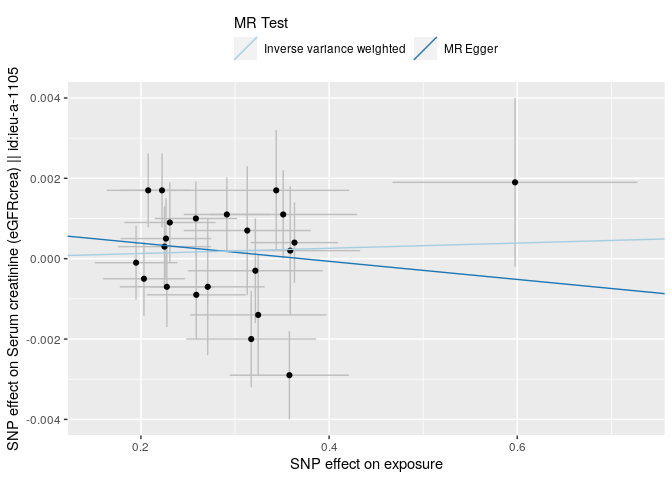 MR Test
Inverse variance weighted
MR Egger
SNP effect on Serum creatinine (eGFRcrea) || id:ieu-a-1105
0.004
0.002
0.000
-0.002
-0.004
0.2
0.4
0.6
SNP effect on exposure